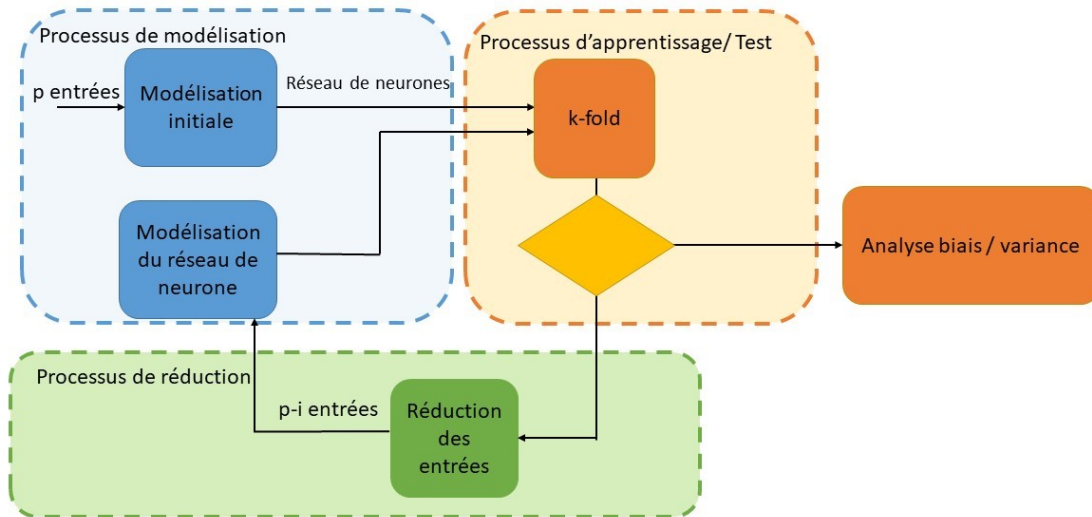 Processus de modélisation
p entrées
Modélisation
initiale
Réseau de neurones
Modélisation
du réseau de
neurone
Processus d’apprentissage/ Test
k-fold
Analyse biais / variance
Processus de réduction
p-i entrées
Réduction
des
entrées